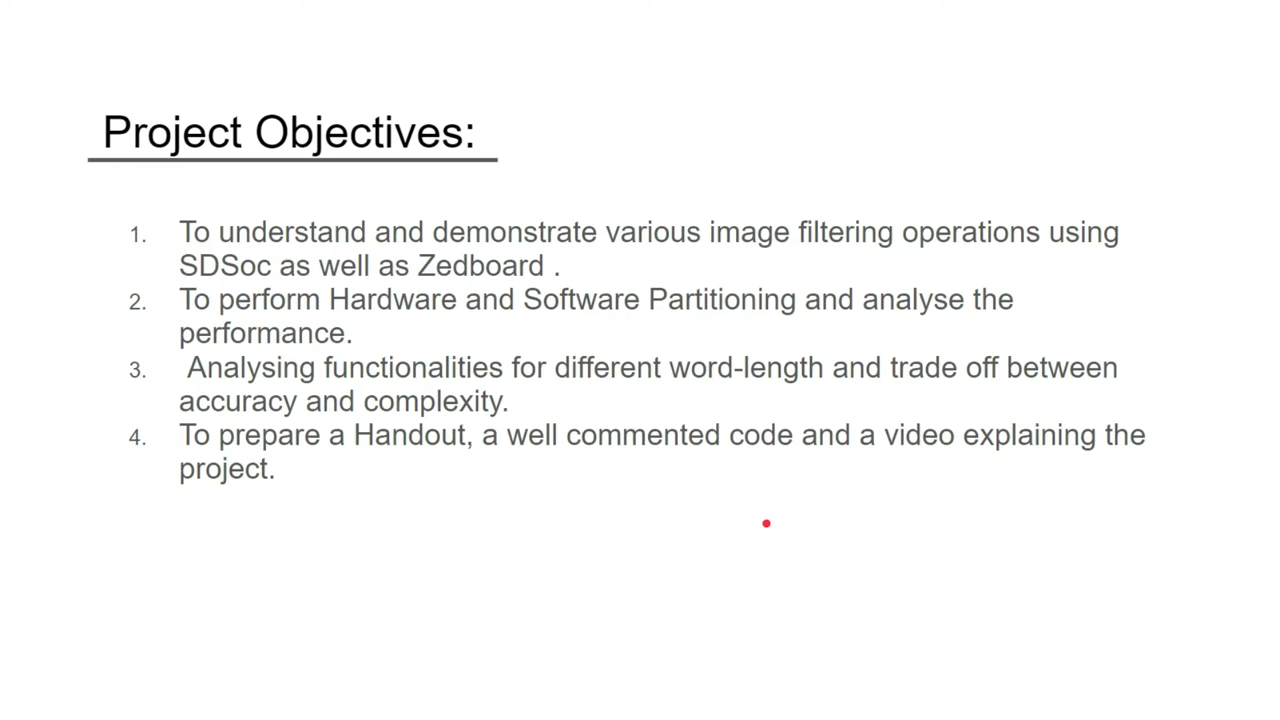 Project Objectives:
1. To understand and demonstrate various image filtering operations using
SDSoc as well as Zedboard .
2. To perform Hardware and Software Partitioning and analyse the
performance.
3. Analysing functionalities for different word-length and trade off between
accuracy and complexity.
4. To prepare a Handout, a well commented code and a video explaining the
project.